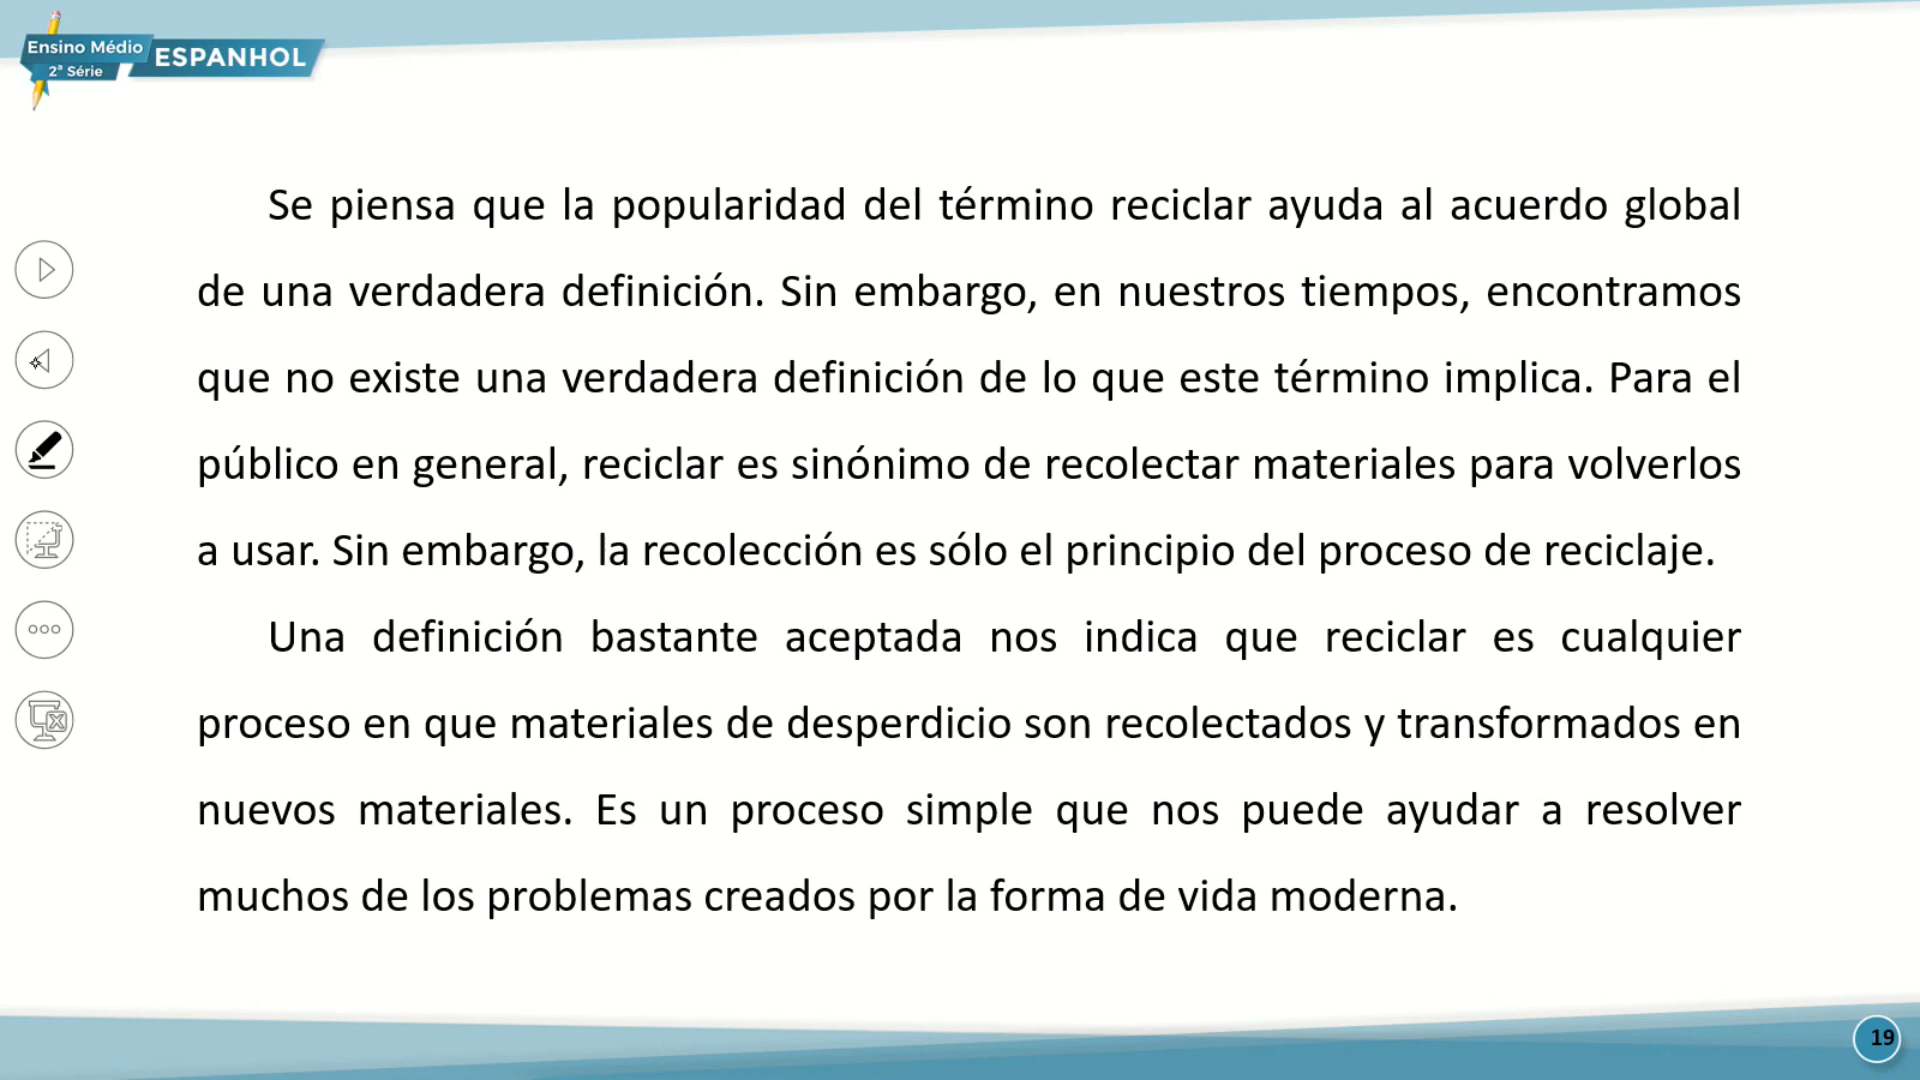 Ensino Médio
2ª Série
ESPANHOL
Se piensa que la popularidad del término reciclar ayuda al acuerdo global
de una verdadera definición. Sin embargo, en nuestros tiempos, encontramos
que no existe una verdadera definición de lo que este término implica. Para el
público en general, reciclar es sinónimo de recolectar materiales para volverlos
a usar. Sin embargo, la recolección es sólo el principio del proceso de reciclaje.
Una definición bastante aceptada nos indica que reciclar es cualquier
proceso en que materiales de desperdicio son recolectados y transformados en
nuevos materiales. Es un proceso simple que nos puede ayudar a resolver
muchos de los problemas creados por la forma de vida moderna.
19